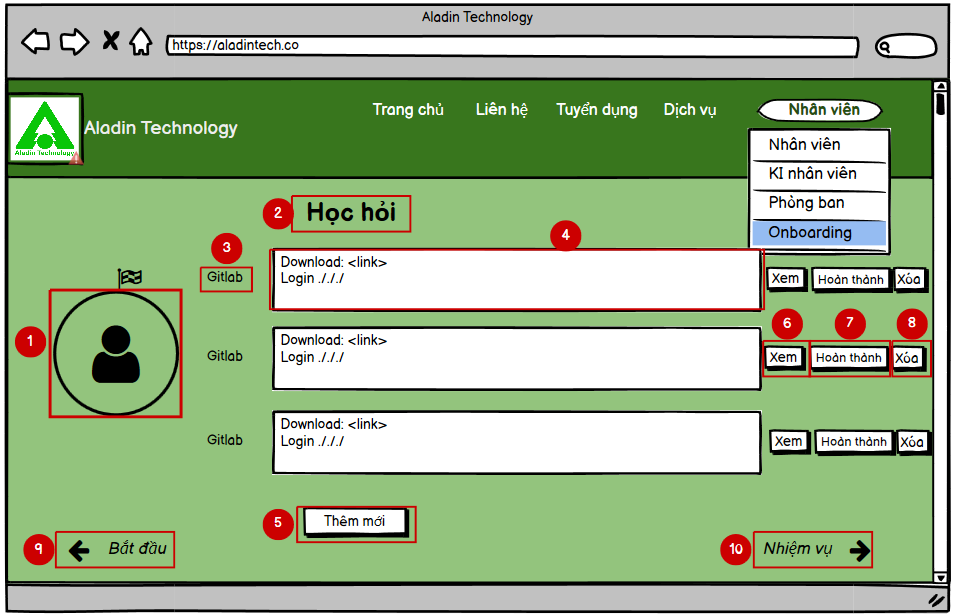 Aladin Technology
https://aladintech.co
Trang chủ
Liên hệ
Tuyển dụng
Dịch vụ
Nhân viên
Aladin Technology
Aladin Technology
Nhân viên
KI nhân viên
Phòng ban
Onboarding
2
Học hỏi
3
4
Gitlab
Download: <link>
Login ./././
Xem
Hoàn thành
Xóa
1
6
7
8
Gitlab
Download: <link>
Login ./././
Xem
Hoàn thành
Xóa
Gitlab
Download: <link>
Login ./././
Xem
Hoàn thành
Xóa
5
Thêm mới
9
Bắt đầu
10
Nhiệm vụ